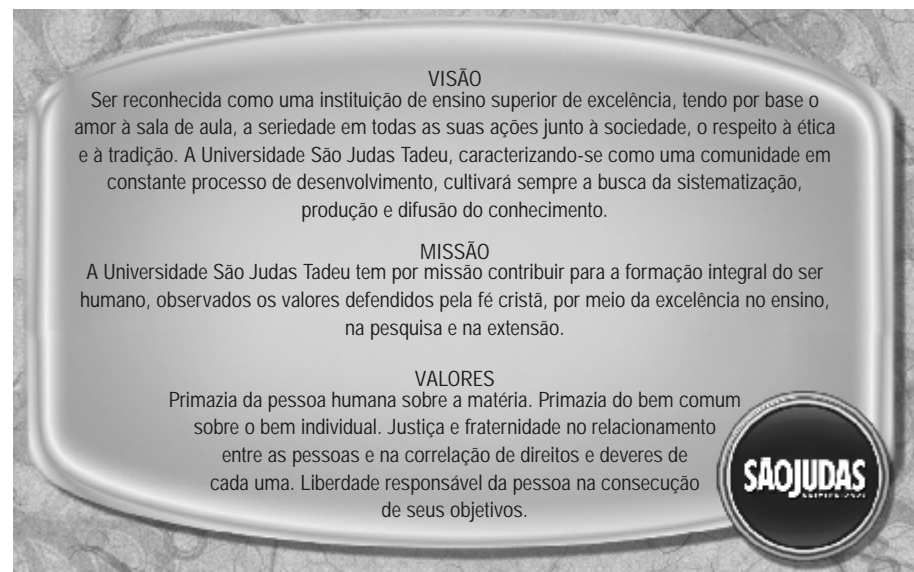 VISÃO
Ser reconhecida como uma instituição de ensino superior de excelência, tendo por base o
amor à sala de aula, a seriedade em todas as suas ações junto à sociedade, o respeito à ética
e à tradição. A Universidade São Judas Tadeu, caracterizando-se como uma comunidade em
constante processo de desenvolvimento, cultivará sempre a busca da sistematização,
produção e difusão do conhecimento.
MISSÃO
A Universidade São Judas Tadeu tem por missão contribuir para a formação integral do ser
humano, observados os valores defendidos pela fé cristã, por meio da excelência no ensino,
na pesquisa e na extensão.
VALORES
Primazia da pessoa humana sobre a matéria. Primazia do bem comum
sobre o bem individual. Justiça e fraternidade no relacionamento
entre as pessoas e na correlação de direitos e deveres de
cada uma. Liberdade responsável da pessoa na consecução
de seus objetivos.
SÃOJUDAS